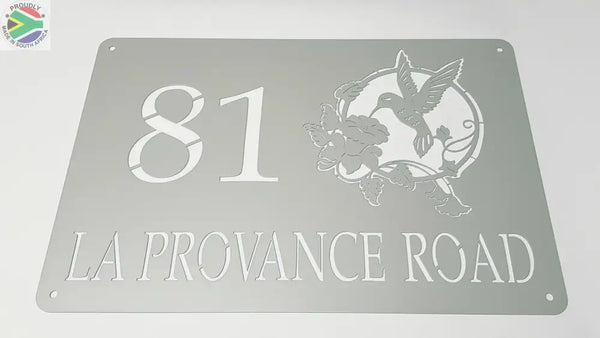 PROUDLY
MADE IN SOUTH AFRICA
81
LA PROVANCE ROAD